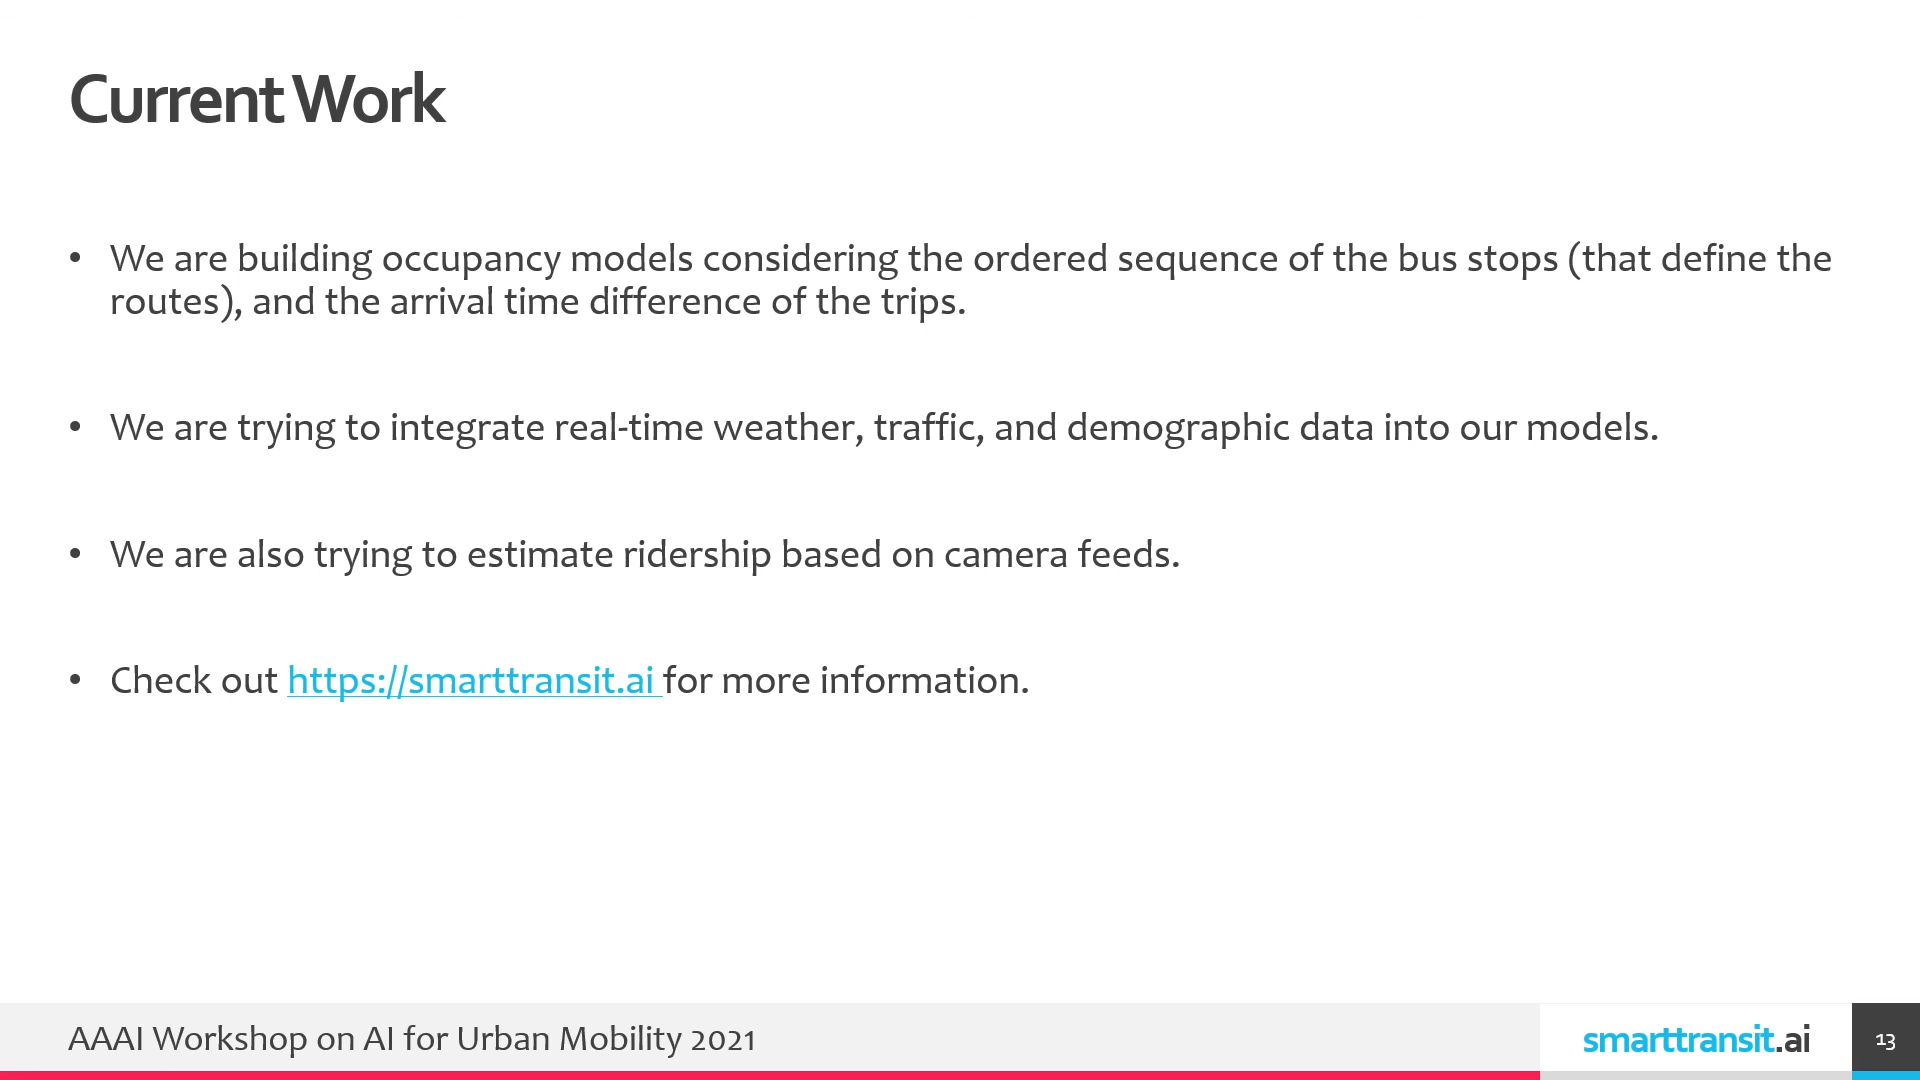 Current Work
• We are building occupancy models considering the ordered sequence of the bus stops (that define the
routes), and the arrival time difference of the trips.
• We are trying to integrate real-time weather, traffic, and demographic data into our models.
• We are also trying to estimate ridership based on camera feeds.
• Check out https://smarttransit.ai for more information.
AAAI Workshop on AI for Urban Mobility 2021
smarttransit.ai
13